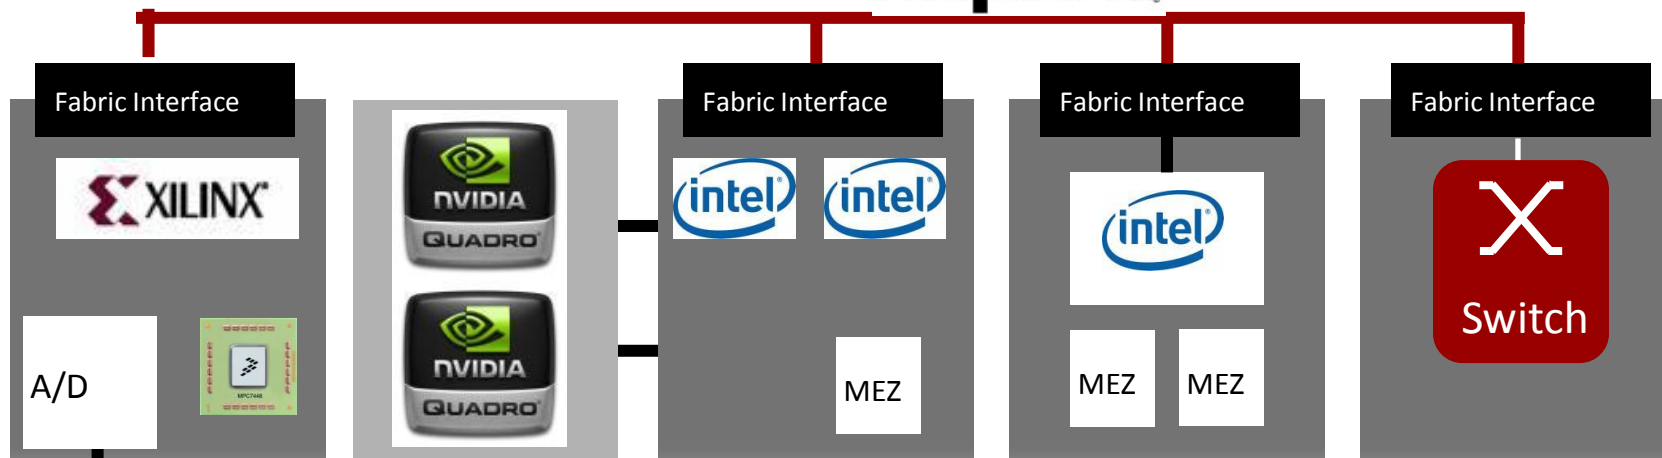 Fabric Interface
Fabric Interface
Fabric Interface
Fabric Interface
XILINX
NVIDIA
QUADRO
intel
intel
intel
Switch
A/D
MPC7448
NVIDIA
QUADRO
MEZ
MEZ
MEZ